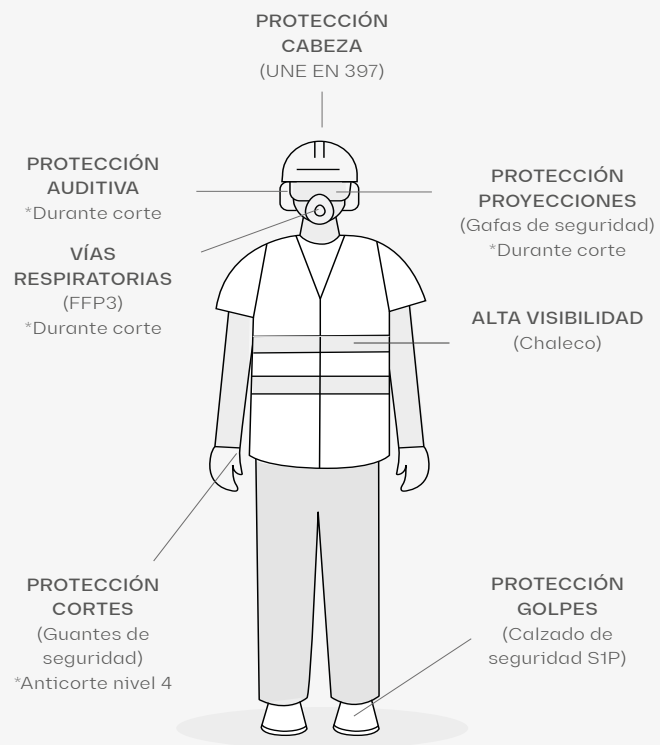 PROTECCIÓN
CABEZA
(UNE EN 397)
PROTECCIÓN
AUDITIVA
*Durante corte
VÍAS
RESPIRATORIAS
(FFP3)
*Durante corte
PROTECCIÓN
PROYECCIONES
(Gafas de seguridad)
*Durante corte
ALTA VISIBILIDAD
(Chaleco)
PROTECCIÓN
CORTES
(Guantes de
seguridad)
*Anticorte nivel 4
PROTECCIÓN
GOLPES
(Calzado de
seguridad S1P)